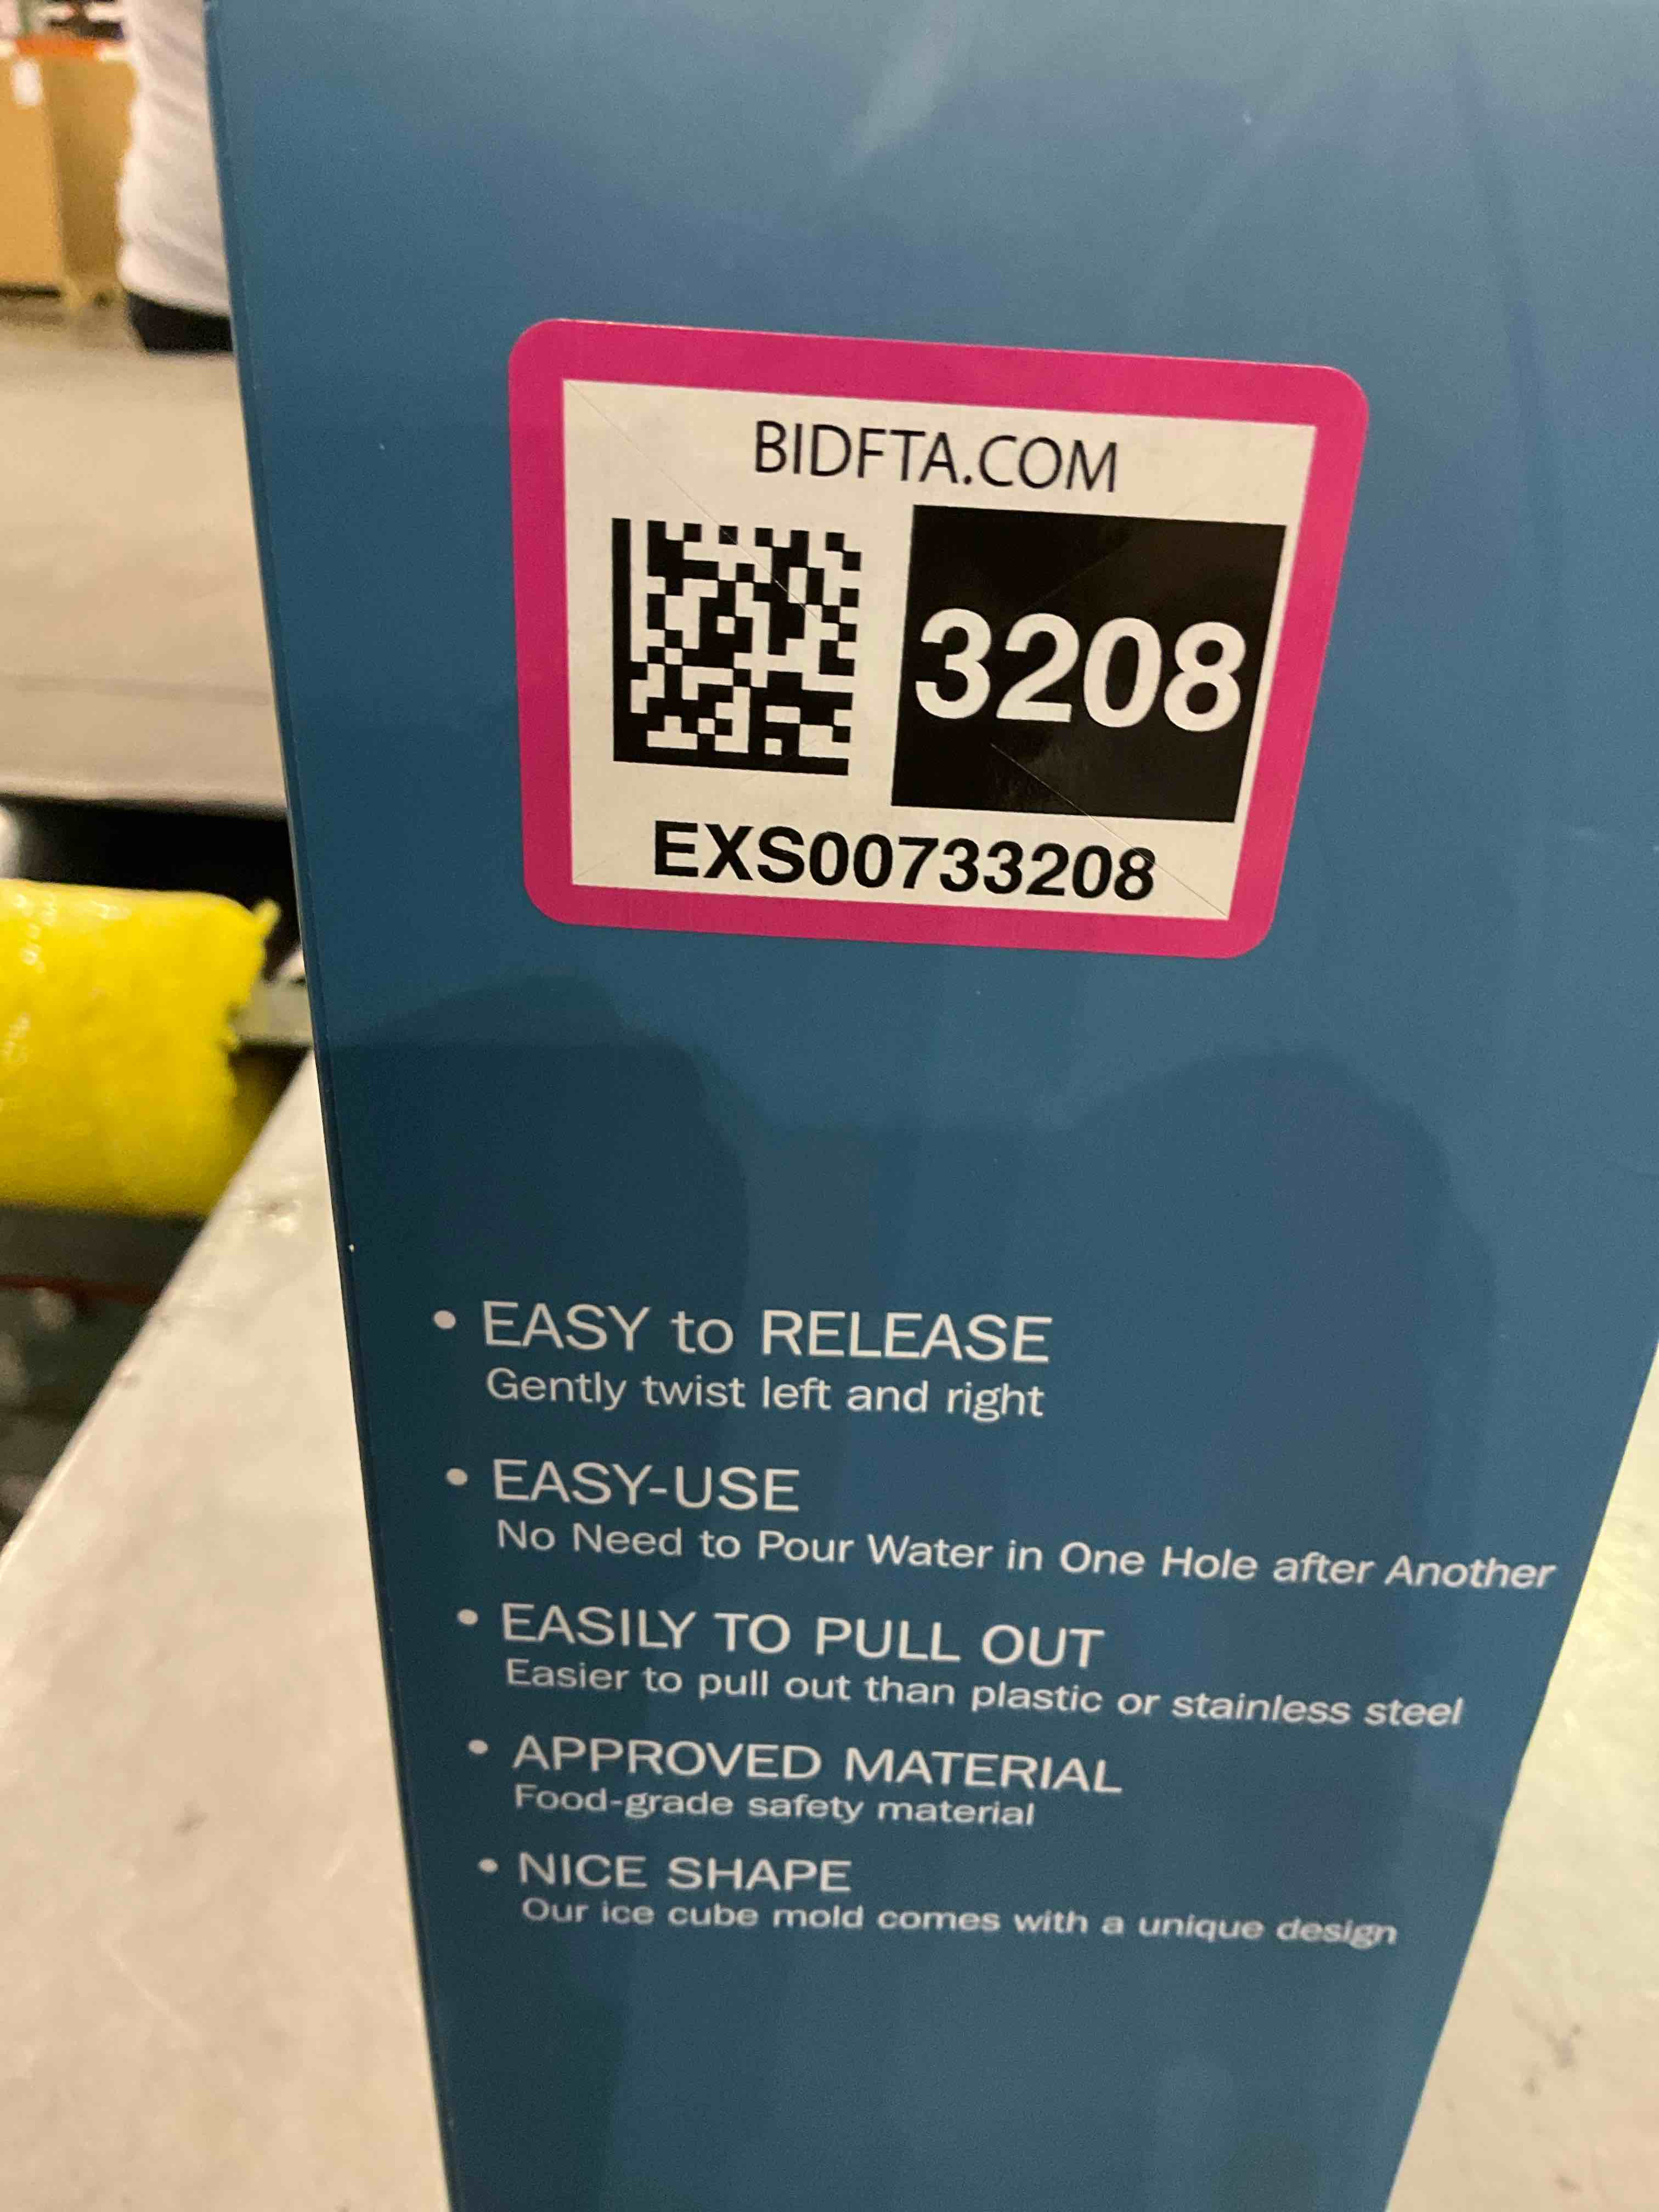 BIDFTA.COM
3208
EXS00733208
• EASY to RELEASE
Gently twist left and right
• EASY-USE
No Need to Pour Water in One Hole after Another
• EASILY TO PULL OUT
Easier to pull out than plastic or stainless steel
• APPROVED MATERIAL
Food-grade safety material
• NICE SHAPE
Our ice cube mold comes with a unique design